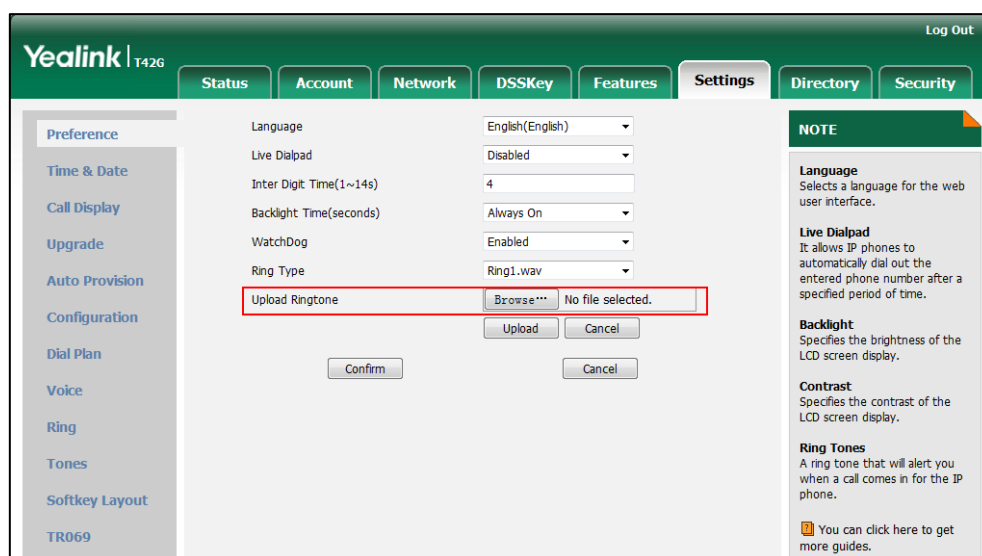 Log Out
Yealink T42G
Status Account Network DSSKey Features Settings Directory Security
Preference
Time & Date
Call Display
Upgrade
Auto Provision
Configuration
Dial Plan
Voice
Ring
Tones
Softkey Layout
TR069
Language English(English)
Live Dialpad Disabled
Inter Digit Time(1~14s) 4
Backlight Time(seconds) Always On
WatchDog Enabled
Ring Type Ring1.wav
Upload Ringtone Browse… No file selected.
Upload Cancel
Confirm Cancel
NOTE
Language
Selects a language for the web
user interface.
Live Dialpad
It allows IP phones to
automatically dial out the
entered phone number after a
specified period of time.
Backlight
Specifies the brightness of the
LCD screen display.
Contrast
Specifies the contrast of the
LCD screen display.
Ring Tones
A ring tone that will alert you
when a call comes in for the IP
phone.
? You can click here to get
more guides.